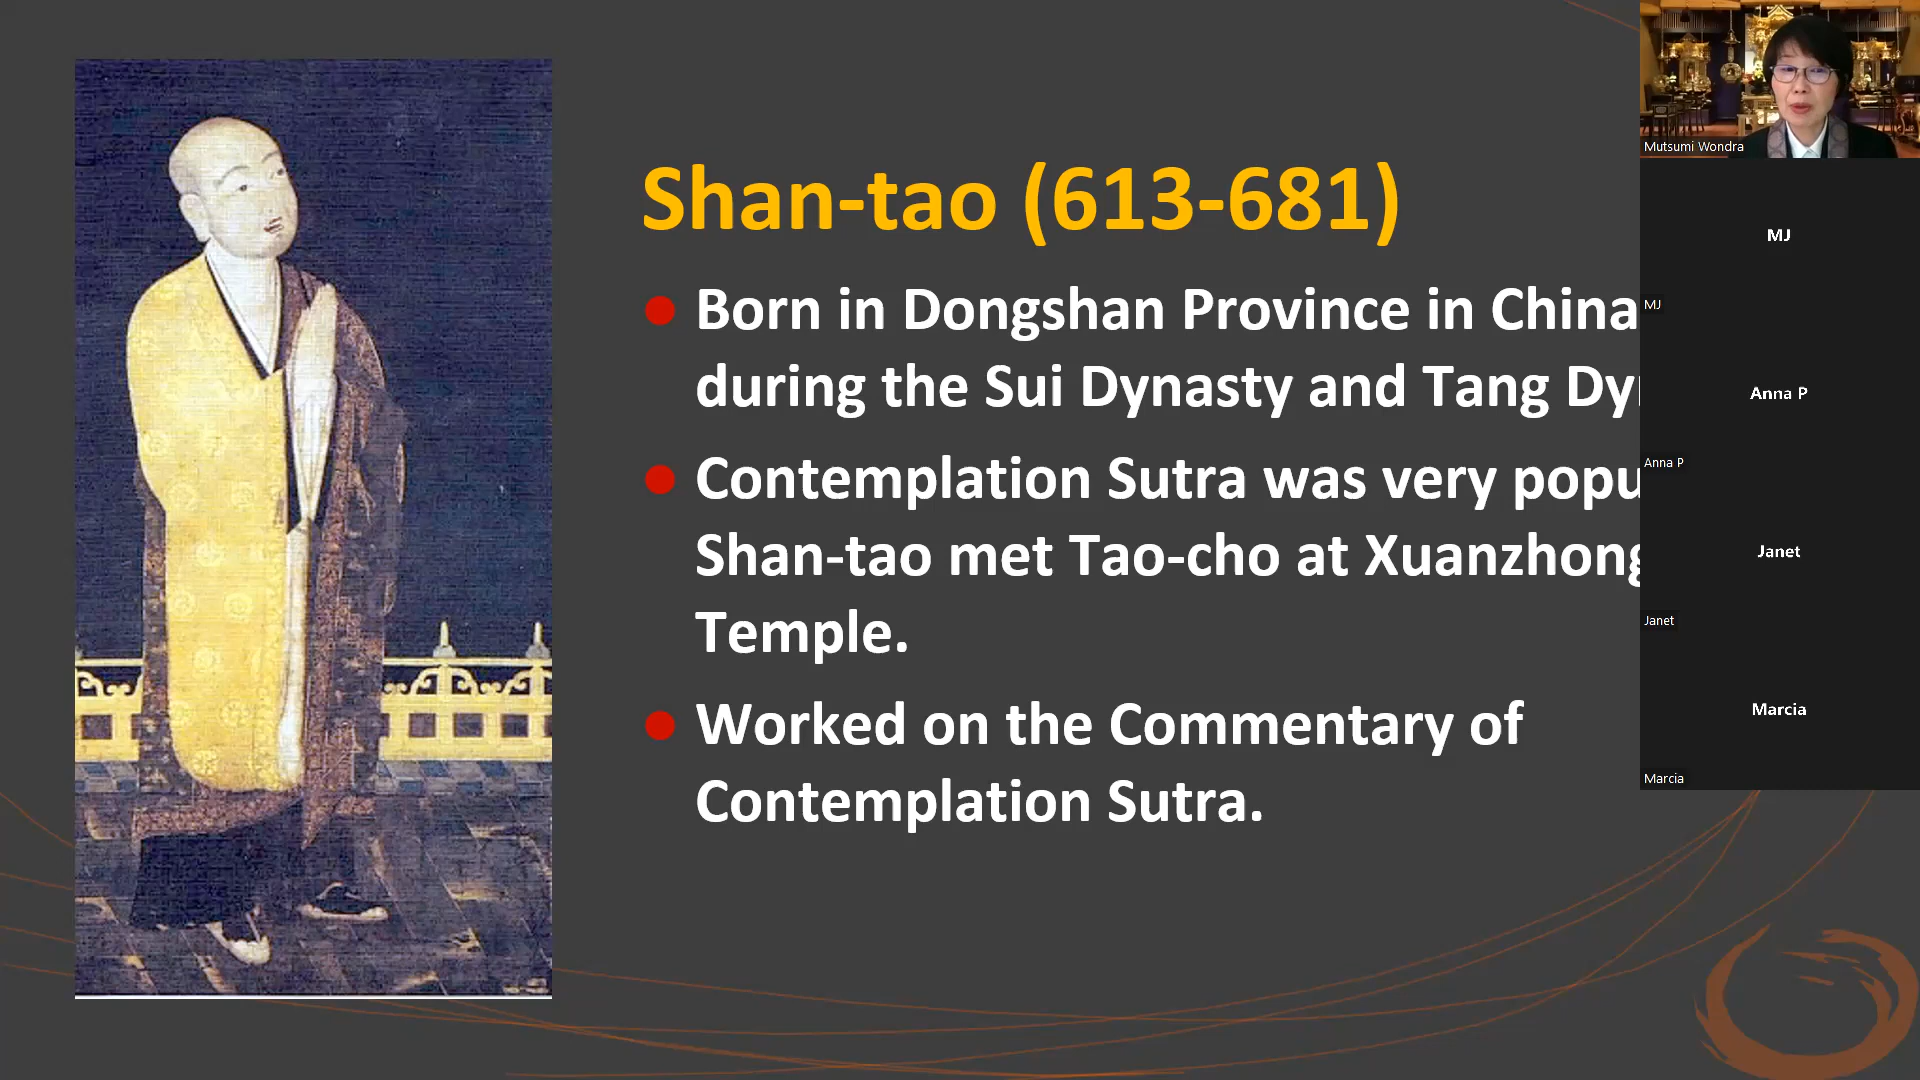 Shan-tao (613-681)
Born in Dongshan Province in China
during the Sui Dynasty and Tang
Contemplation Sutra was very
Shan-tao met Tao-cho at Xuanzhong
Temple.
Worked on the Commentary of
Contemplation Sutra.
Mutsumi Wondra
MJ
MJ
Anna P
Anna P
Janet
Janet
Marcia
Marcia